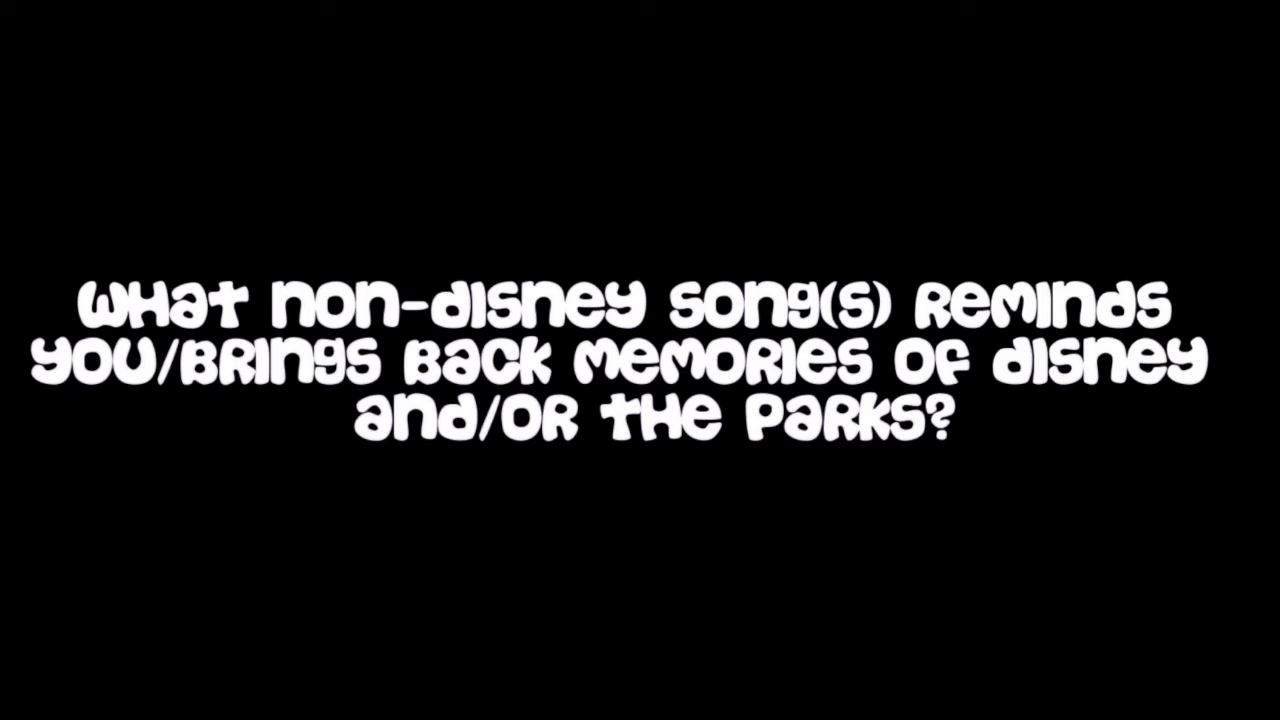 What non-disney song(s) reminds
you/brings back memories of disney
and/or the parks?